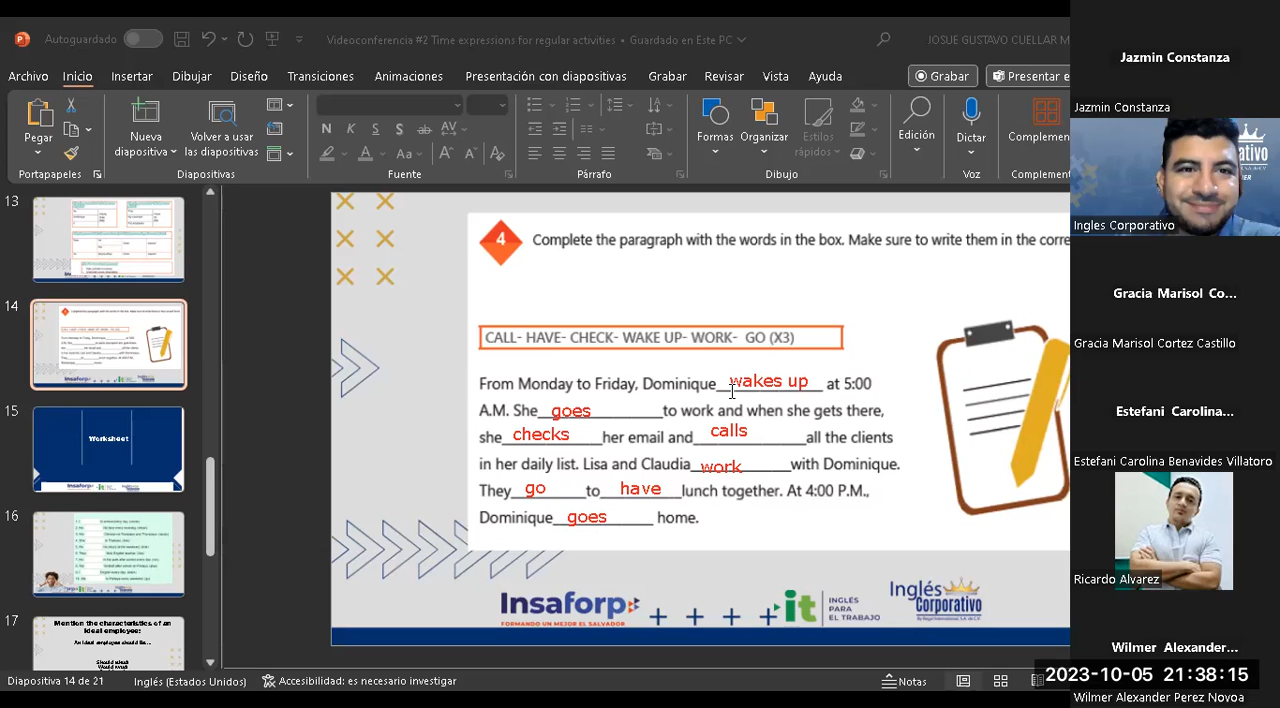 Autoguardado
Videoconferencia #2 Time expressions for regular activities • Guardado en Este PC
JOSUE GUSTAVO CUELLAR M
Archivo Inicio Insertar Dibujar Diseño Transiciones Animaciones Presentación con diapositivas Grabar Revisar Vista Ayuda
Grabar
Presentar e
Pegar
Nueva diapositiva
Volver a usar las diapositivas
Formas
Organizar
Estilos rápidos
Edición
Dictar
Complemen
Portapapeles
Diapositivas
Fuente
Párrafo
Dibujo
Voz
Complement
13
14
15
Worksheet
16
17
Mention the characteristics of an
ideal employee:
An ideal employee should be...
4 Complete the paragraph with the words in the box. Make sure to write them in the corre
CALL- HAVE- CHECK- WAKE UP- WORK- GO (X3)
From Monday to Friday, Dominique wakes up at 5:00
A.M. She goes to work and when she gets there,
she checks her email and calls all the clients
in her daily list. Lisa and Claudia work with Dominique.
They go to have lunch together. At 4:00 P.M.,
Dominique goes home.
Insaforp
FORMANDO UN MEJOR EL SALVADOR
it INGLÉS PARA EL TRABAJO
Inglés Corporativo
Diapositiva 14 de 21
Inglés (Estados Unidos)
Accesibilidad: es necesario investigar
Notas
Jazmin Constanza
Jazmin Constanza
Ingles Corporativo
Gracia Marisol Co...
Gracia Marisol Cortez Castillo
Estefani Carolina...
Estefani Carolina Benavides Villatoro
Ricardo Alvarez
Wilmer Alexander...
2023-10-05 21:38:15
Wilmer Alexander Perez Novoa